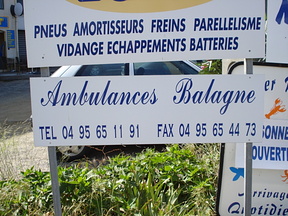 PNEUS AMORTISSEURS FREINS PARELLELISME
VIDANGE ECHAPPEMENTS BATTERIES
Ambulances Balagne
TEL 04 95 65 11 91 FAX 04 95 65 44 73
OUVERT